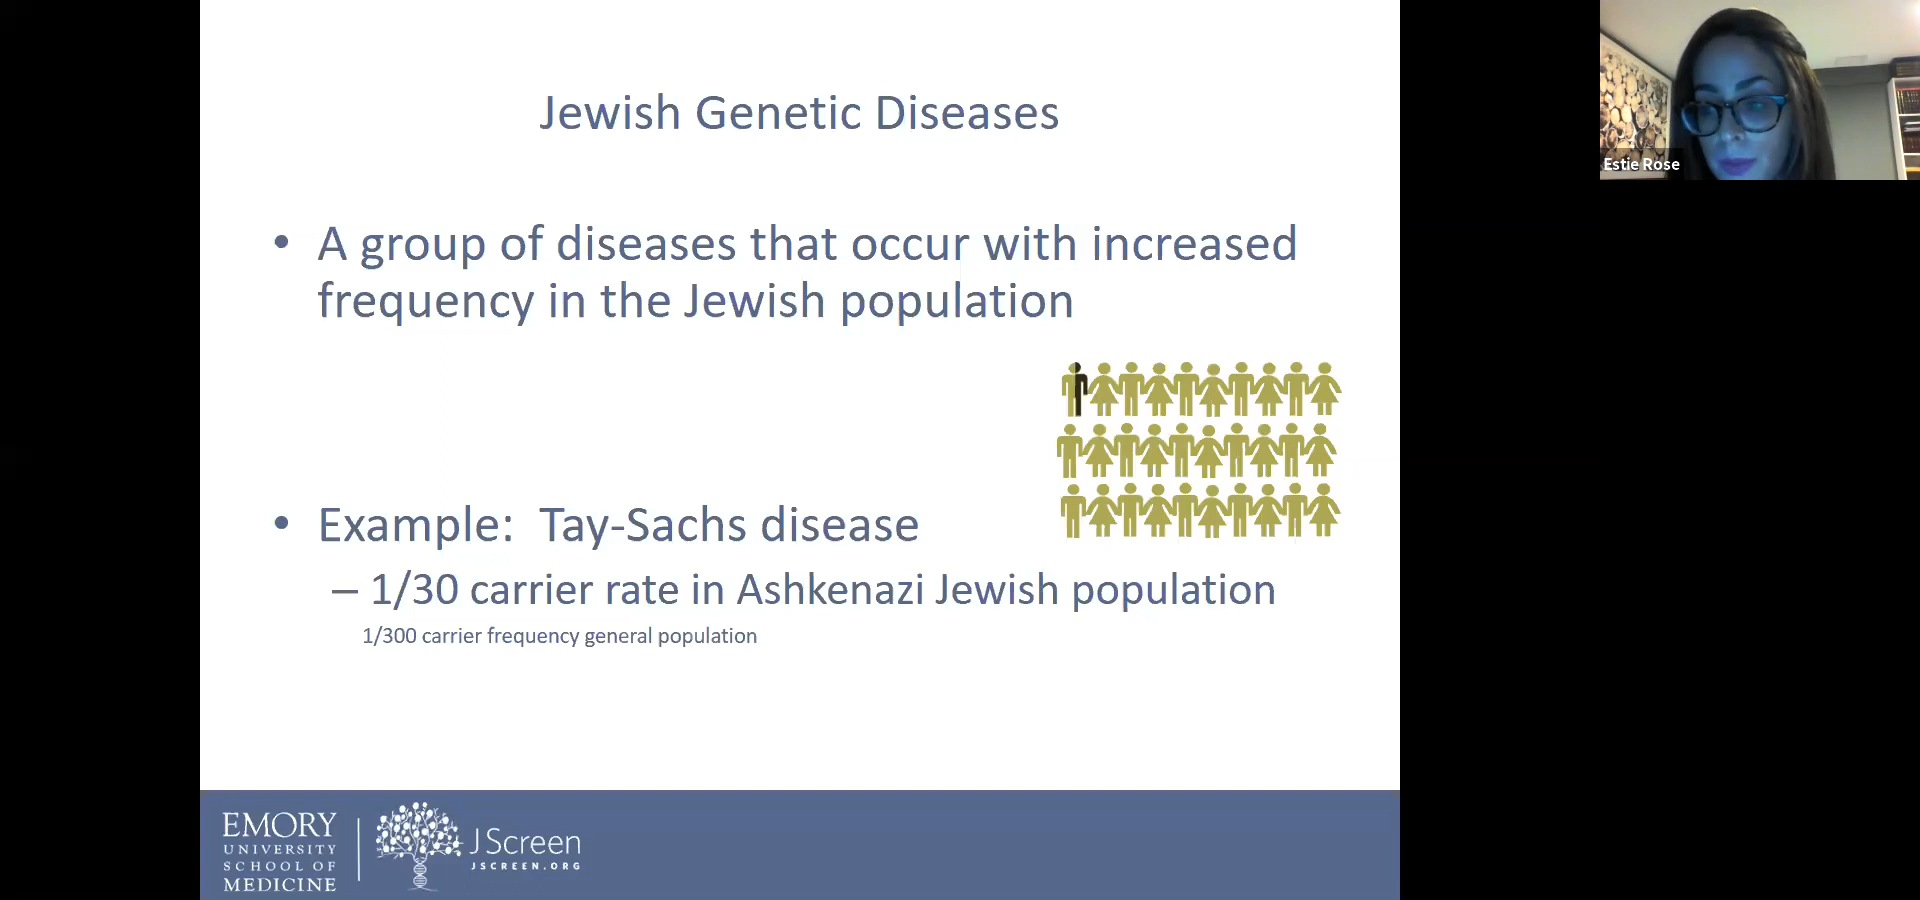 Jewish Genetic Diseases
• A group of diseases that occur with increased
frequency in the Jewish population
• Example: Tay-Sachs disease
– 1/30 carrier rate in Ashkenazi Jewish population
1/300 carrier frequency general population
EMORY
UNIVERSITY
SCHOOL OF
MEDICINE
JScreen
JSCREEN.ORG
Estie Rose